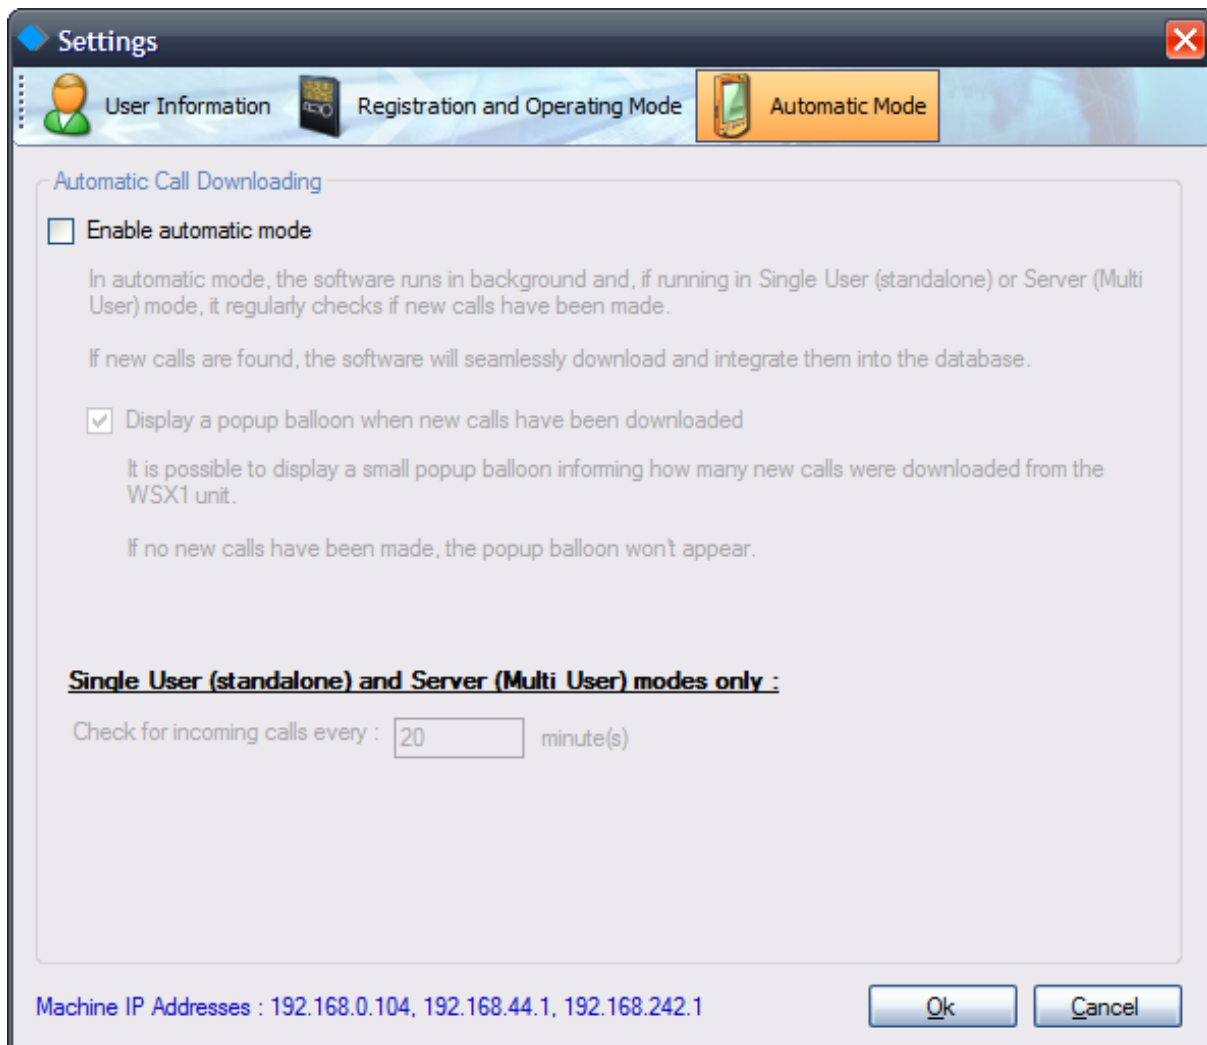 Settings
User Information
Registration and Operating Mode
Automatic Mode
Automatic Call Downloading
Enable automatic mode
In automatic mode, the software runs in background and, if running in Single User (standalone) or Server (Multi
User) mode, it regularly checks if new calls have been made.
If new calls are found, the software will seamlessly download and integrate them into the database.
Display a popup balloon when new calls have been downloaded
It is possible to display a small popup balloon informing how many new calls were downloaded from the
WSX1 unit.
If no new calls have been made, the popup balloon won't appear.
Single User (standalone) and Server (Multi User) modes only :
Check for incoming calls every : 20 minute(s)
Machine IP Addresses : 192.168.0.104, 192.168.44.1, 192.168.242.1
Ok
Cancel